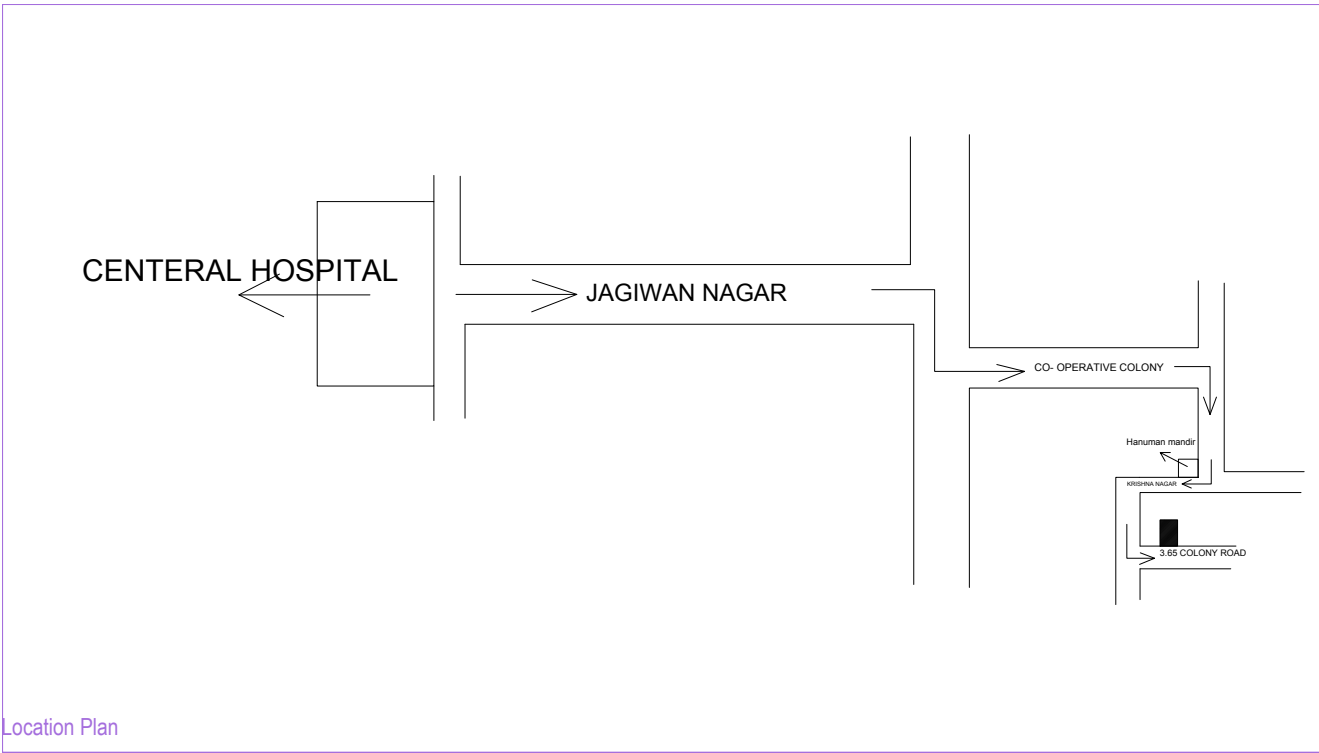 CENTERAL HOSPITAL
JAGIWAN NAGAR
CO- OPERATIVE COLONY
Hanuman mandir
KRISHNA NAGAR
3.65 COLONY ROAD
Location Plan